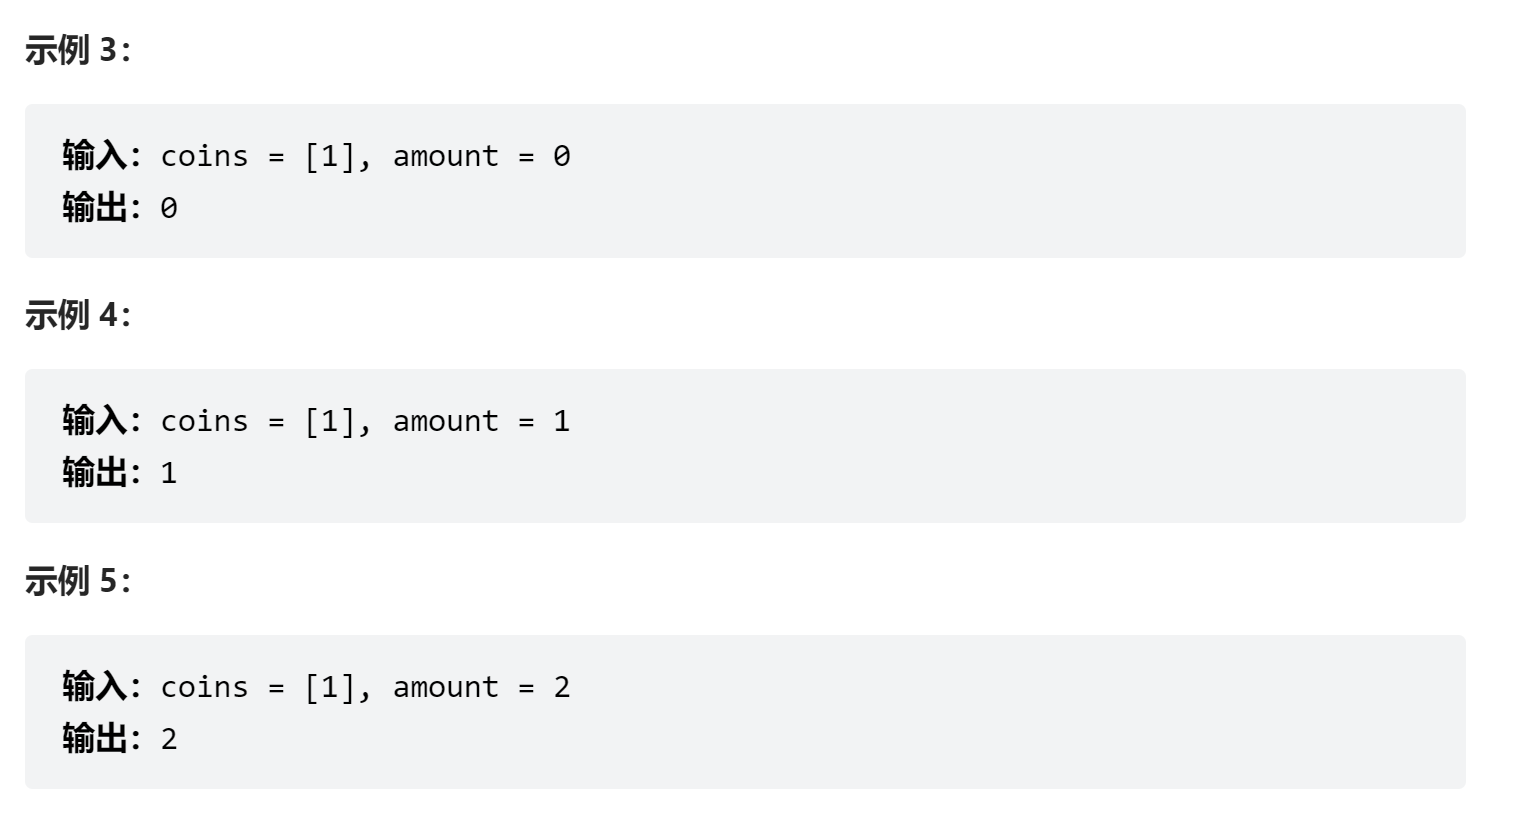 示例 3：
输入：coins = [1], amount = 0
输出：0
示例 4：
输入：coins = [1], amount = 1
输出：1
示例 5：
输入：coins = [1], amount = 2
输出：2